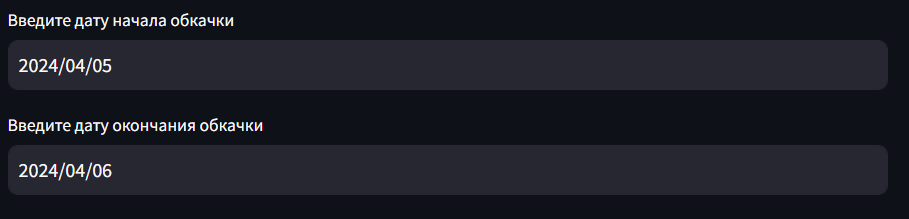 Введите дату начала обкачки
2024/04/05
Введите дату окончания обкачки
2024/04/06